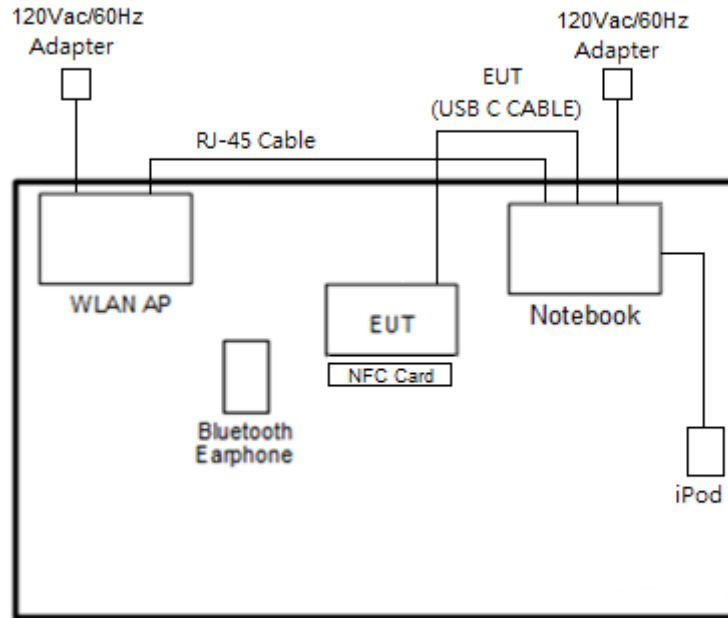 120Vac/60Hz
Adapter
120Vac/60Hz
Adapter
EUT
(USB C CABLE)
RJ-45 Cable
WLAN AP
EUT
NFC Card
Notebook
Bluetooth
Earphone
iPod